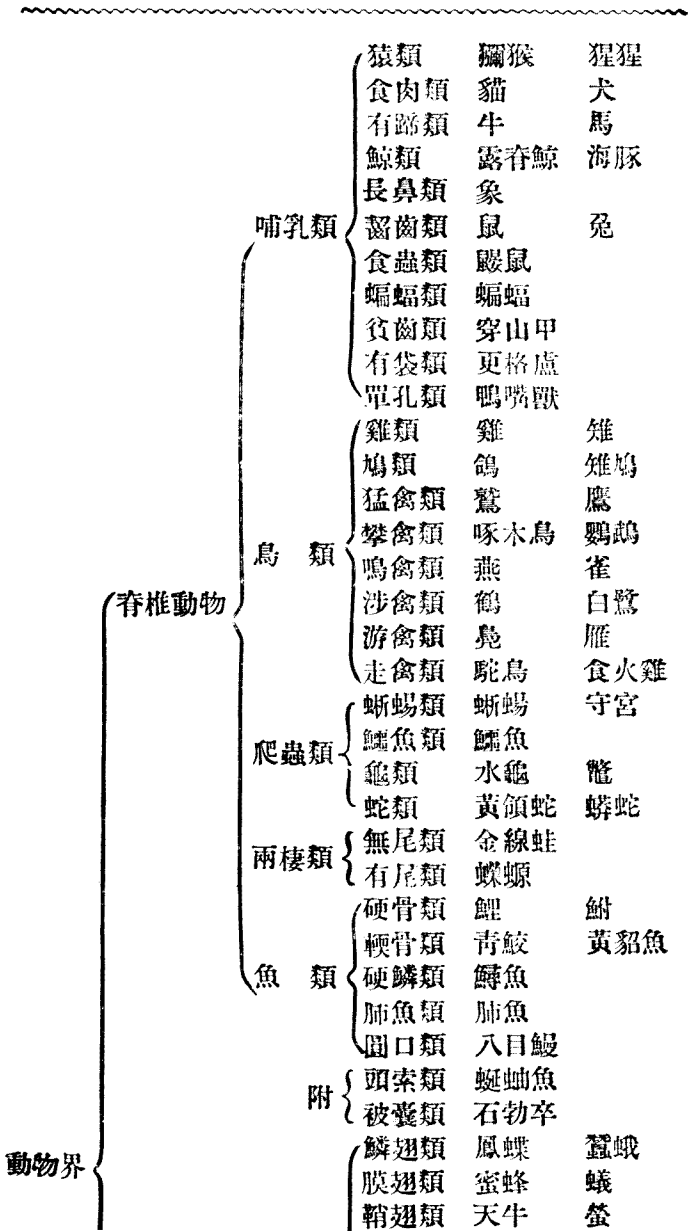 猿類 獼猴 猩猩
食肉類 貓 犬
有蹄類 牛 馬
鯨類 露脊鯨 海豚
長鼻類 象
哺乳類 齧齒類 鼠 兎
食蟲類 鼹鼠
蝙蝠類 蝙蝠
貧齒類 穿山甲
有袋類 更格盧
單孔類 鴨嘴獸
雞類 雞 雉
鳩類 鴿 雉鳩
猛禽類 鷲 鷹
鳥類 攀禽類 啄木鳥 鸚鵡
鳴禽類 燕 雀
脊椎動物 涉禽類 鶴 白鷺
游禽類 鳧 雁
走禽類 駝鳥 食火雞
蜥蜴類 蜥蜴 守宮
爬蟲類 鱷魚類 鱷魚
龜類 水龜 鼈
蛇類 黃頷蛇 蟒蛇
兩棲類 無尾類 金線蛙
有尾類 蠑螈
硬骨類 鯉 鮒
輭骨類 青鮫 黃貂魚
魚類 硬鱗類 鱘魚
肺魚類 肺魚
圓口類 八目鰻
附 頭索類 蜒蚰魚
被囊類 石勃卒
動物界 鱗翅類 鳳蝶 蠶蛾
膜翅類 蜜蜂 蟻
鞘翅類 天牛 螢